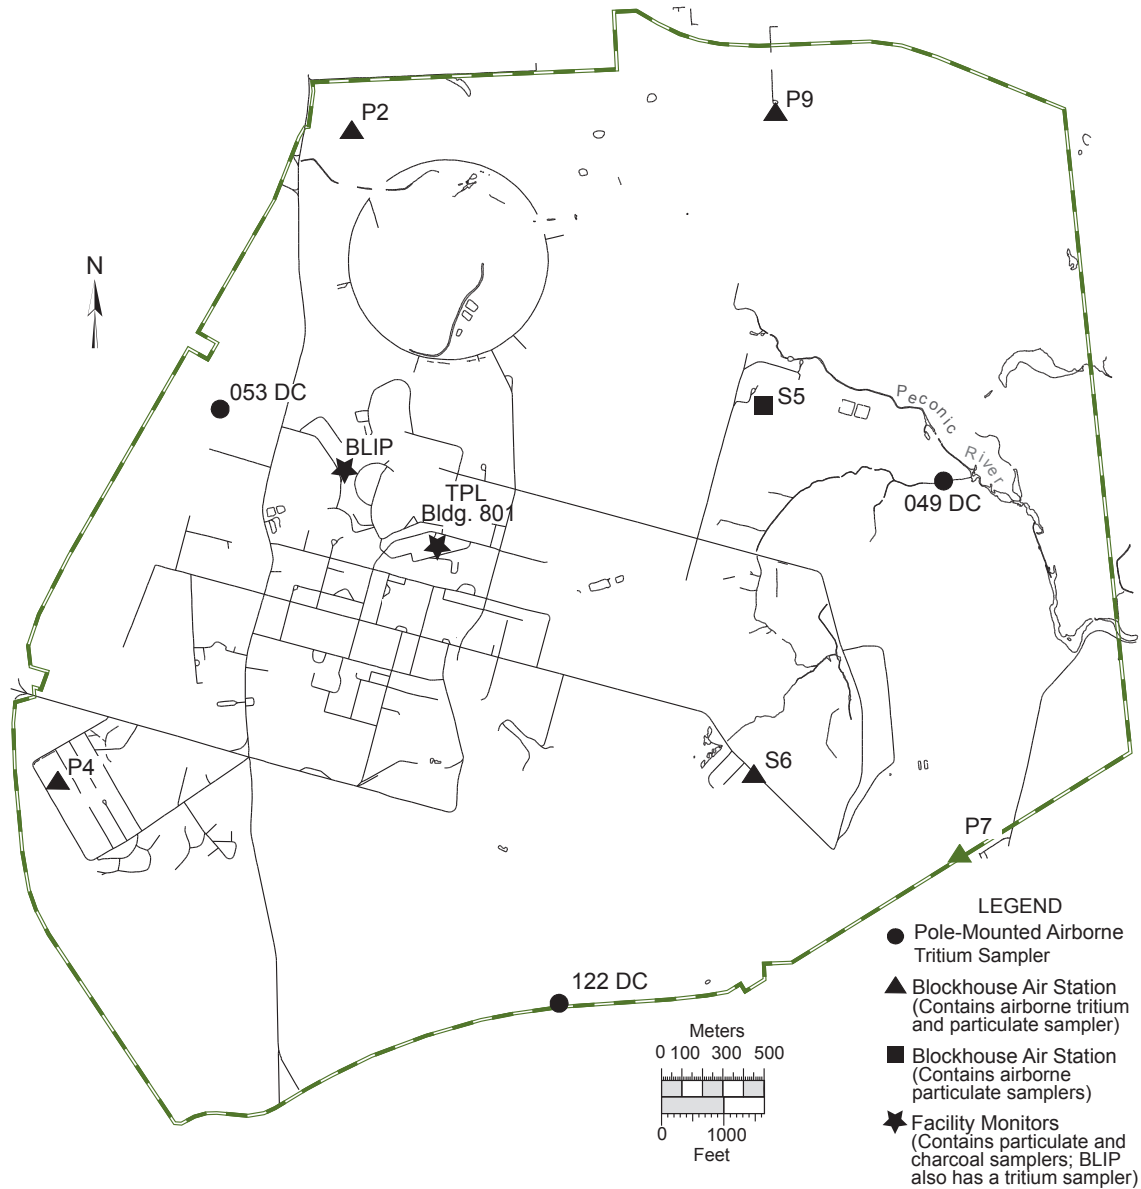 P2
P9
N
053 DC
S5
Peconic
River
BLIP
TPL
Bldg. 801
049 DC
S6
P4
P7
122 DC
LEGEND
Pole-Mounted Airborne
Tritium Sampler
Blockhouse Air Station
(Contains airborne tritium
and particulate sampler)
Blockhouse Air Station
(Contains airborne
particulate samplers)
Facility Monitors
(Contains particulate and
charcoal samplers; BLIP
also has a tritium sampler)
Meters
0 100 300 500
0 1000
Feet